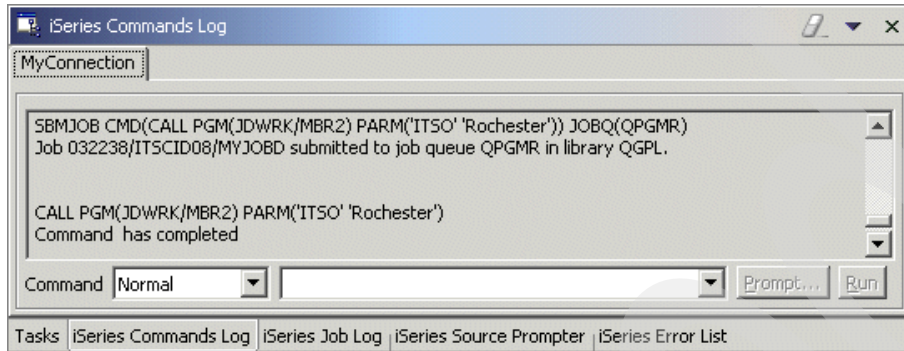 iSeries Commands Log
MyConnection
SBMJOB CMD(CALL PGM(JDWRK/MBR2) PARM('ITSO' 'Rochester')) JOBQ(QPGMR)
Job 032238/ITSCID08/MYJOBD submitted to job queue QPGMR in library QGPL.
CALL PGM(JDWRK/MBR2) PARM('ITSO' 'Rochester')
Command has completed
Command Normal Prompt... Run
Tasks iSeries Commands Log iSeries Job Log iSeries Source Prompter iSeries Error List